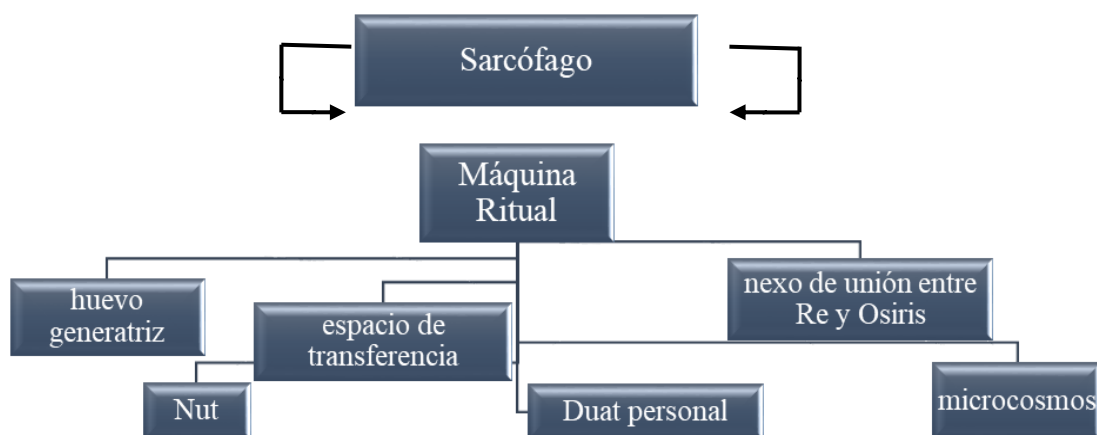 Sarcófago
Máquina
Ritual
huevo
generatriz
espacio de
transferencia
nexo de unión entre
Re y Osiris
Nut
Duat personal
microcosmos